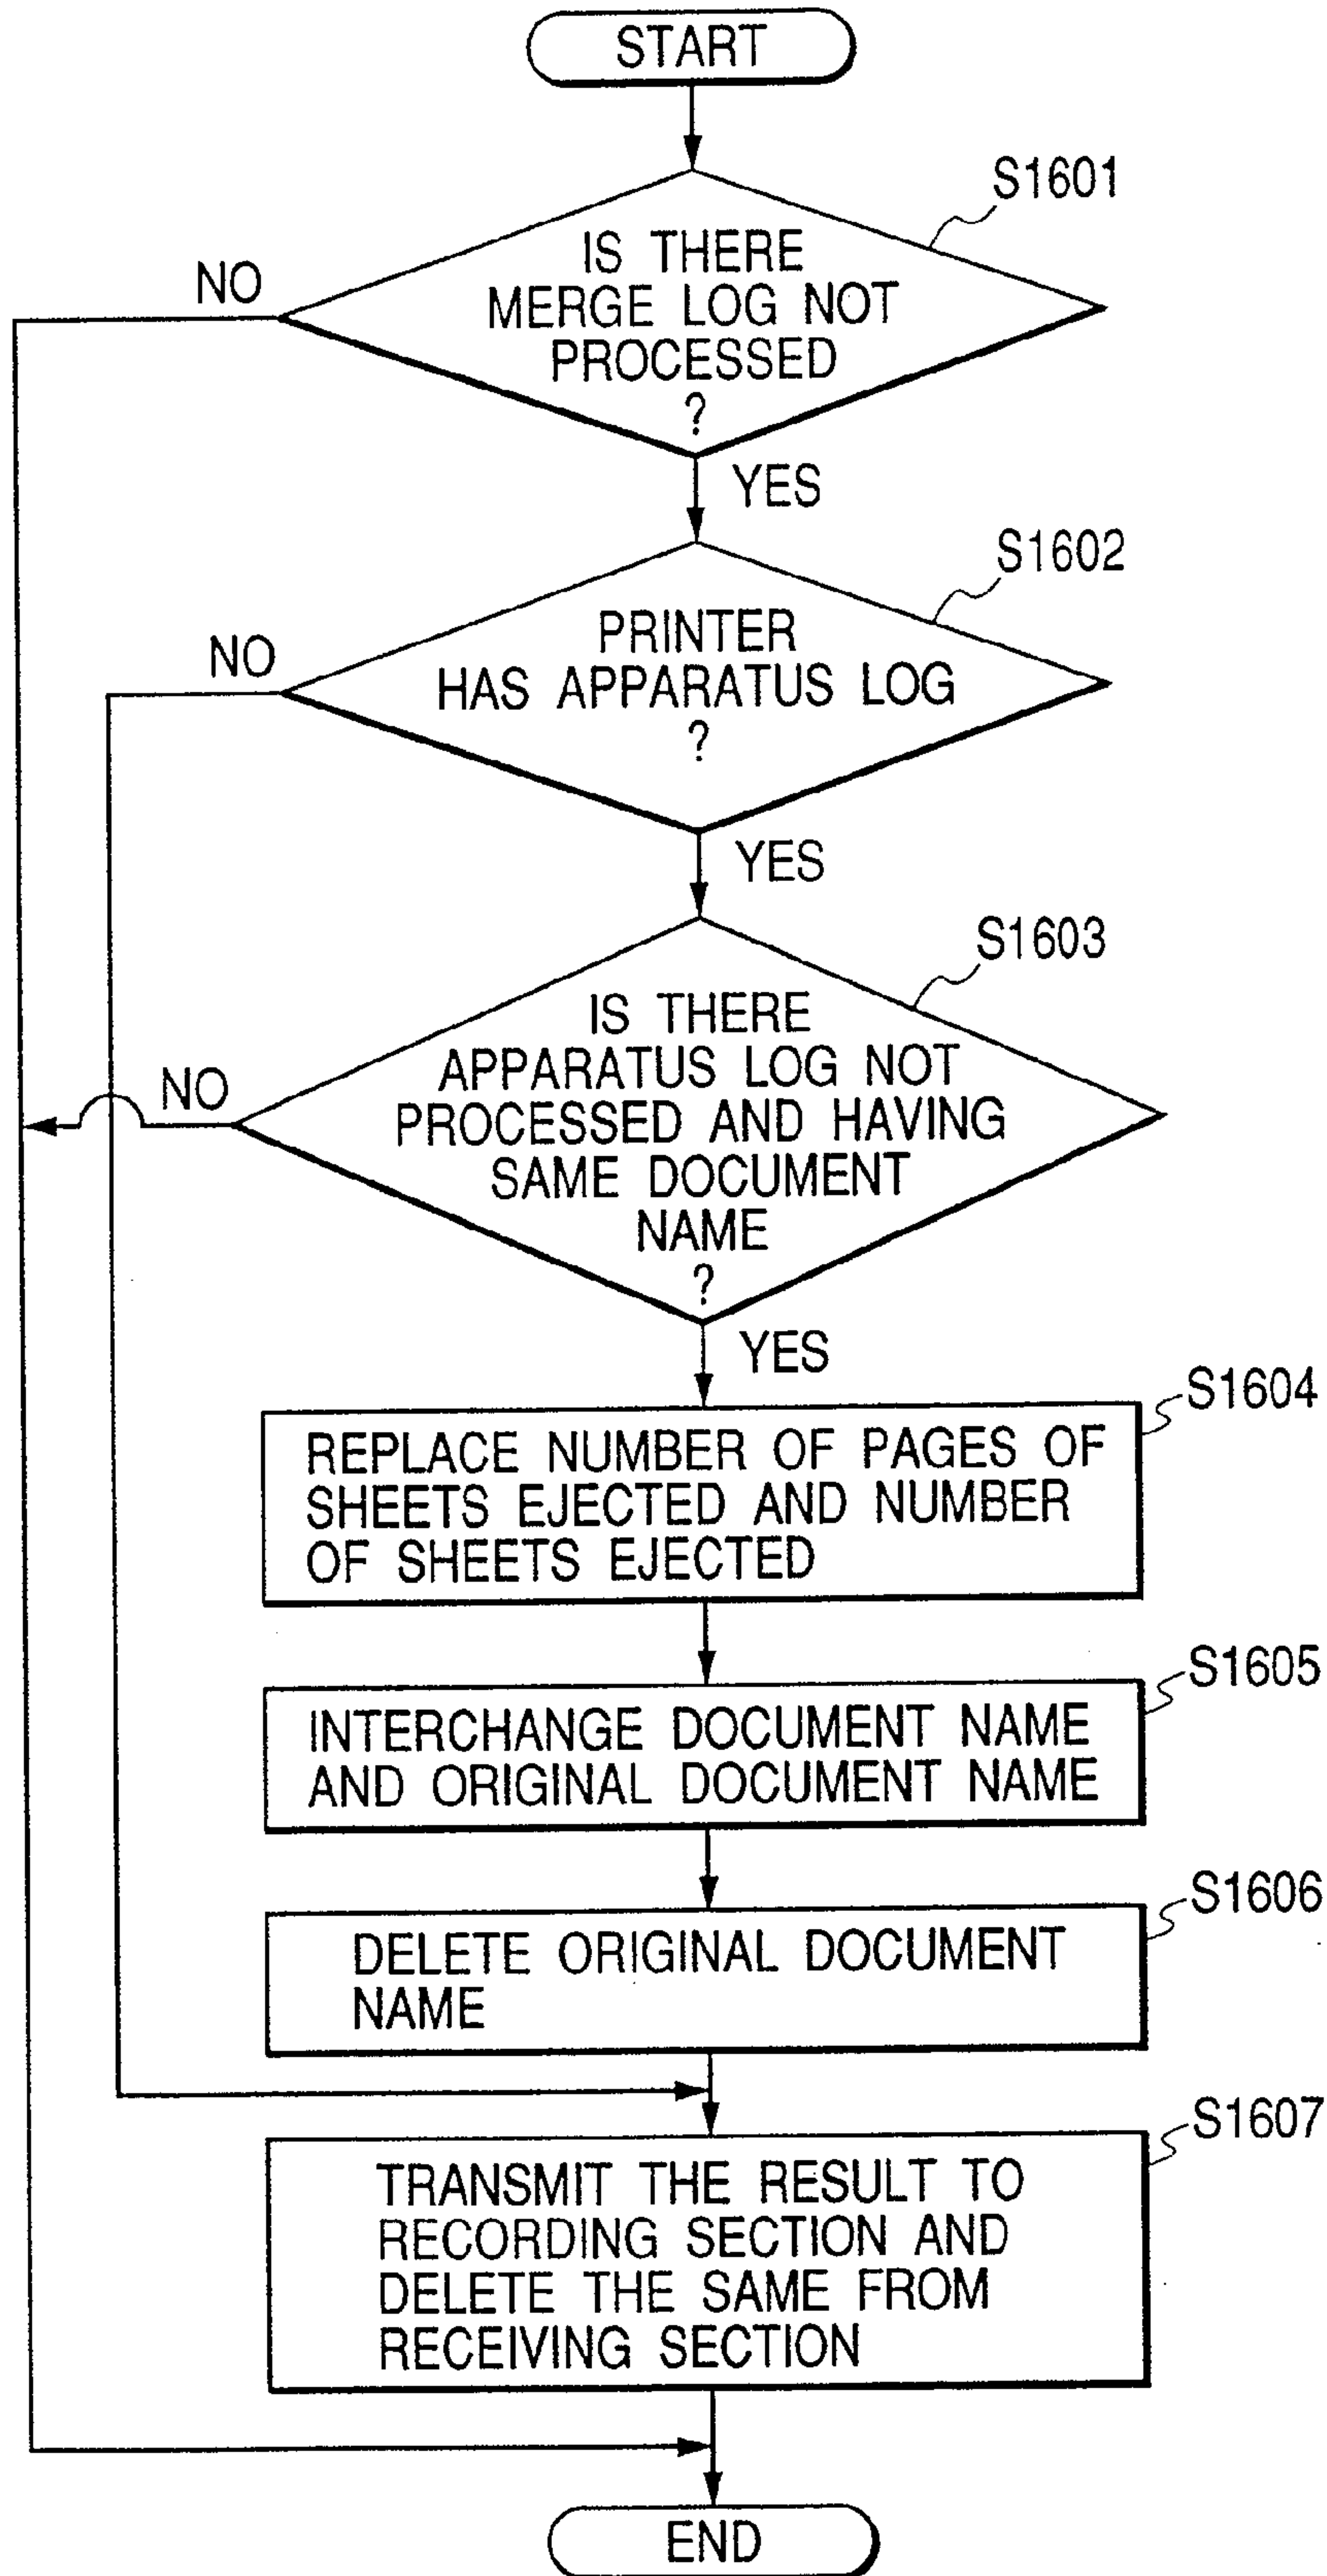 START
S1601
IS THERE
MERGE LOG NOT
PROCESSED
?
NO
YES
S1602
PRINTER
HAS APPARATUS LOG
?
NO
YES
S1603
IS THERE
APPARATUS LOG NOT
PROCESSED AND HAVING
SAME DOCUMENT
NAME
?
NO
YES
S1604
REPLACE NUMBER OF PAGES OF
SHEETS EJECTED AND NUMBER
OF SHEETS EJECTED
S1605
INTERCHANGE DOCUMENT NAME
AND ORIGINAL DOCUMENT NAME
S1606
DELETE ORIGINAL DOCUMENT
NAME
S1607
TRANSMIT THE RESULT TO
RECORDING SECTION AND
DELETE THE SAME FROM
RECEIVING SECTION
END